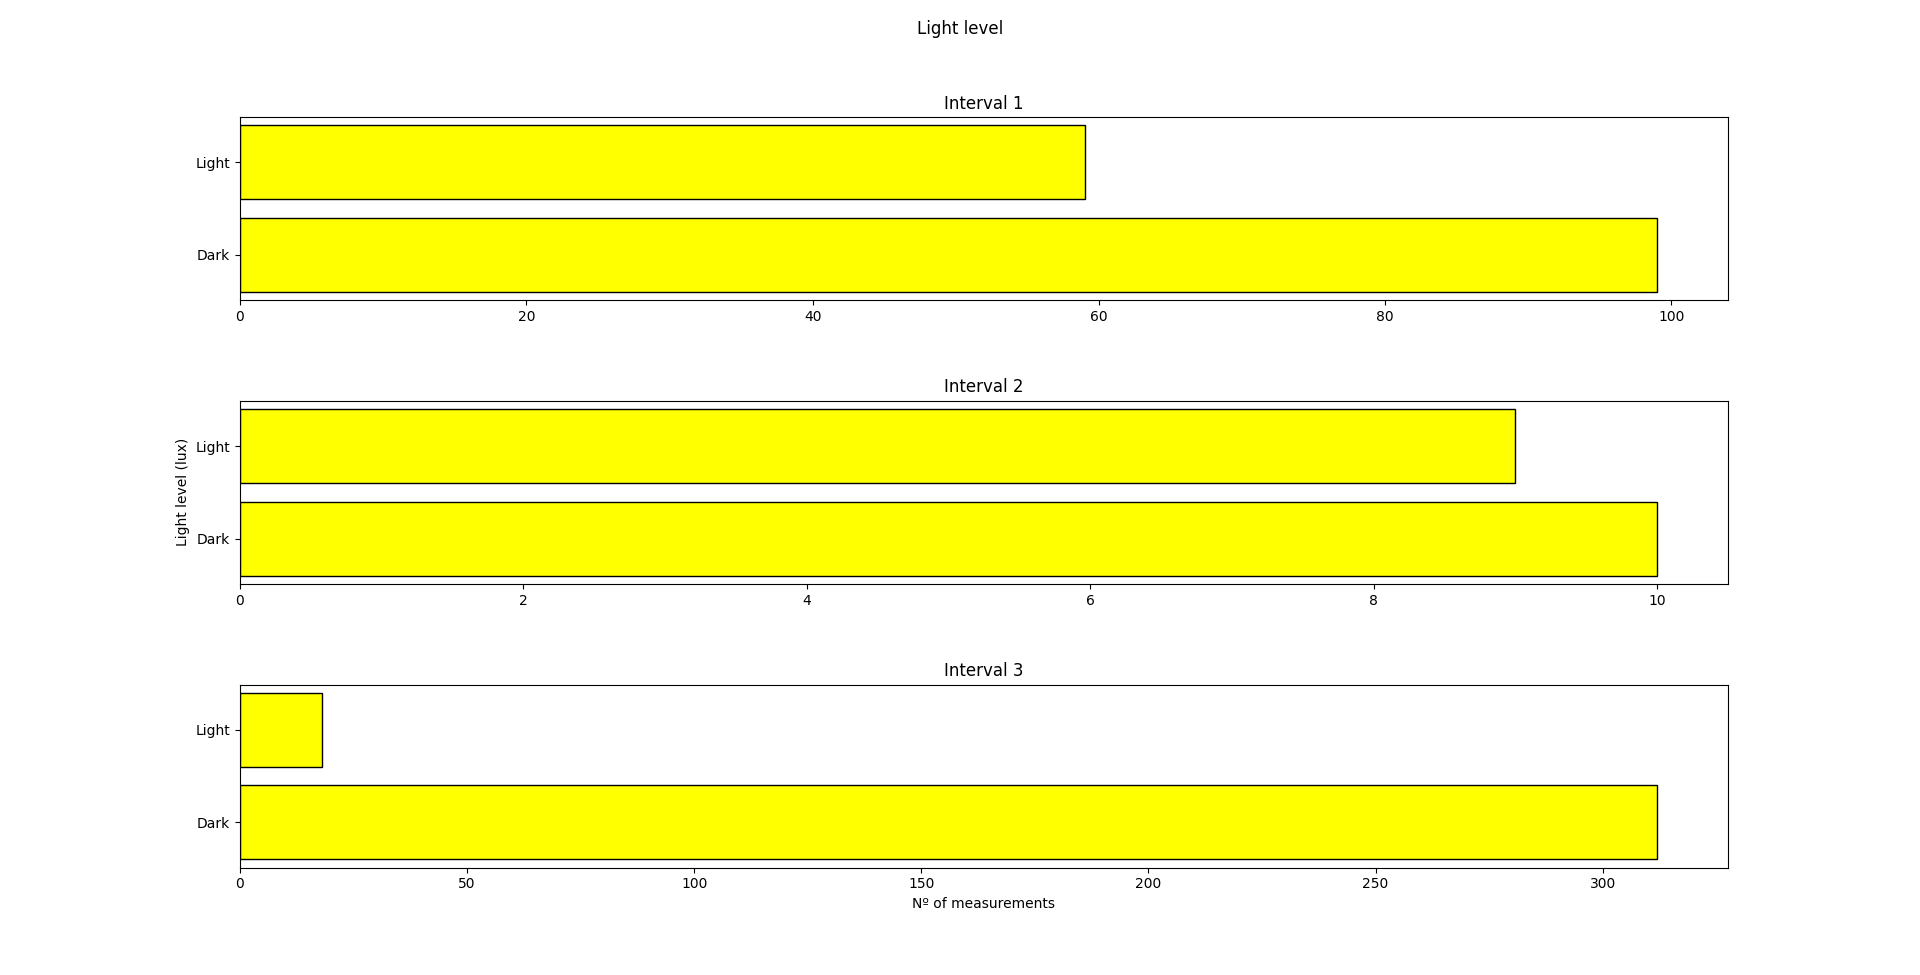 Light level
Interval 1
Light
Dark
0 20 40 60 80 100
Interval 2
Light level (lux)
Light
Dark
0 2 4 6 8 10
Interval 3
Light
Dark
0 50 100 150 200 250 300
Nº of measurements